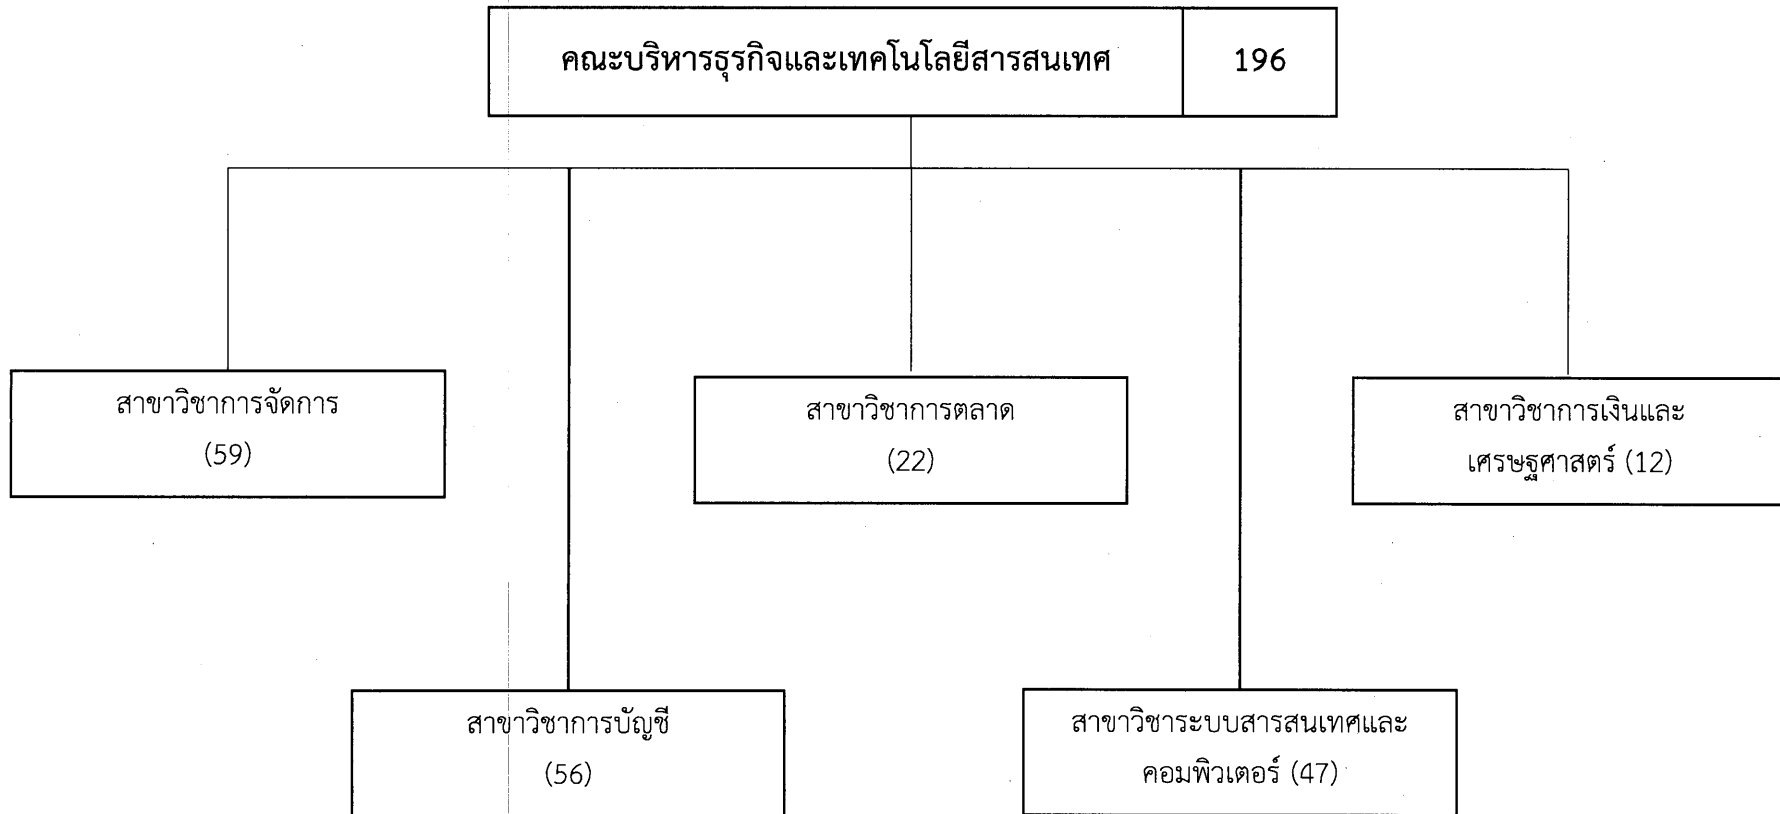 คณะบริหารธุรกิจและเทคโนโลยีสารสนเทศ 196
สาขาวิชาการจัดการ
(59)
สาขาวิชาการตลาด
(22)
สาขาวิชาการเงินและ
เศรษฐศาสตร์ (12)
สาขาวิชาการบัญชี
(56)
สาขาวิชาระบบสารสนเทศและ
คอมพิวเตอร์ (47)